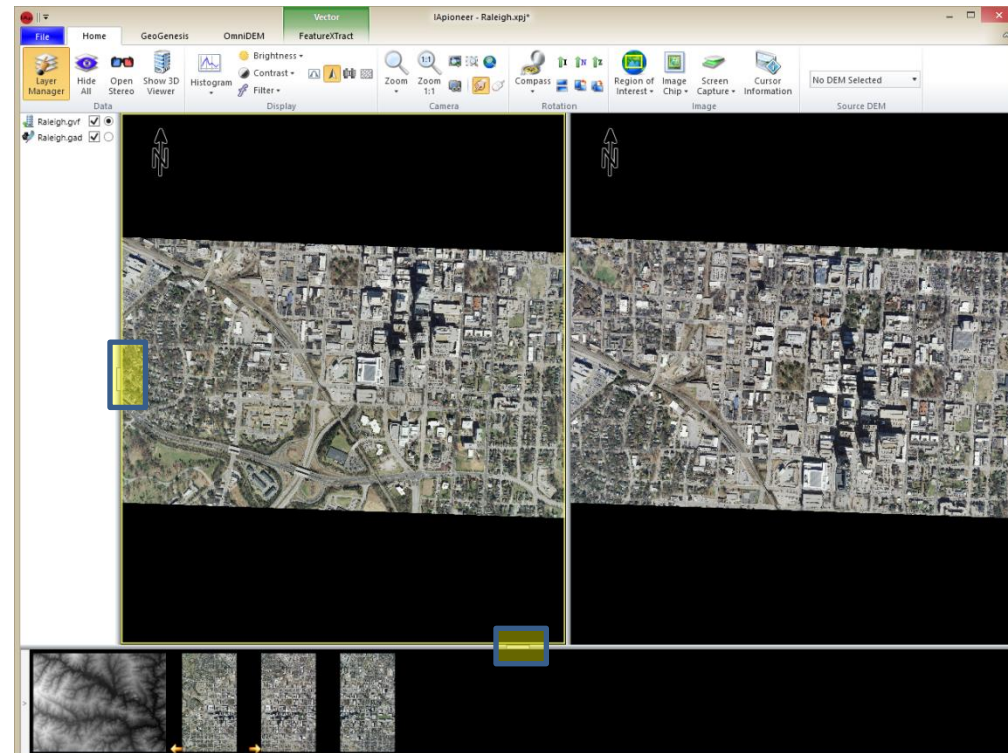 Vector
IApioneer - Raleigh.xpj*
File Home GeoGenesis OmniDEM FeatureXTract
Layer Manager
Hide All
Open Stereo
Show 3D Viewer
Data
Histogram
Brightness
Contrast
Filter
Display
Zoom
1:1
Zoom 1:1
Camera
Compass
Rotation
Region of Interest
Image Chip
Screen Capture
Cursor Information
Image
No DEM Selected
Source DEM
Raleigh.gvf
Raleigh.gad
N
N